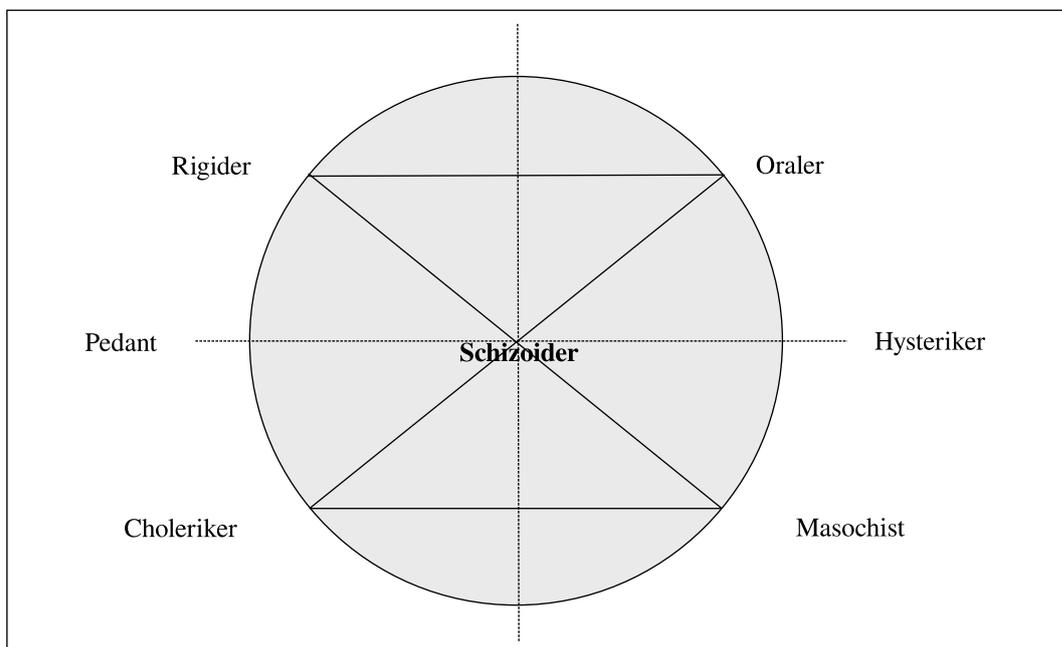 Rigider
Oraler
Pedant
Hysteriker
Schizoider
Choleriker
Masochist